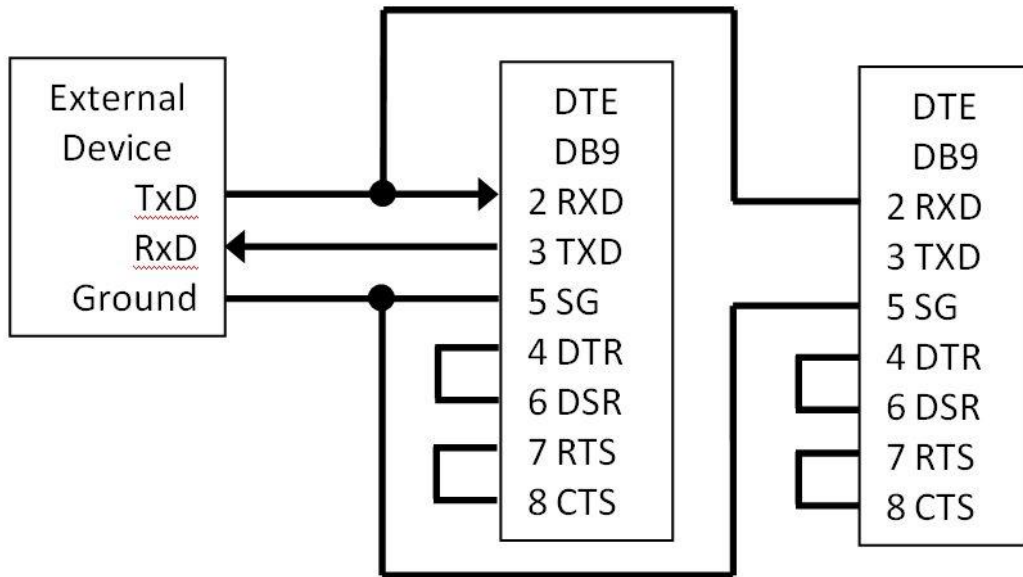 External
Device
TxD
RxD
Ground
DTE
DB9
2 RXD
3 TXD
5 SG
4 DTR
6 DSR
7 RTS
8 CTS
DTE
DB9
2 RXD
3 TXD
5 SG
4 DTR
6 DSR
7 RTS
8 CTS